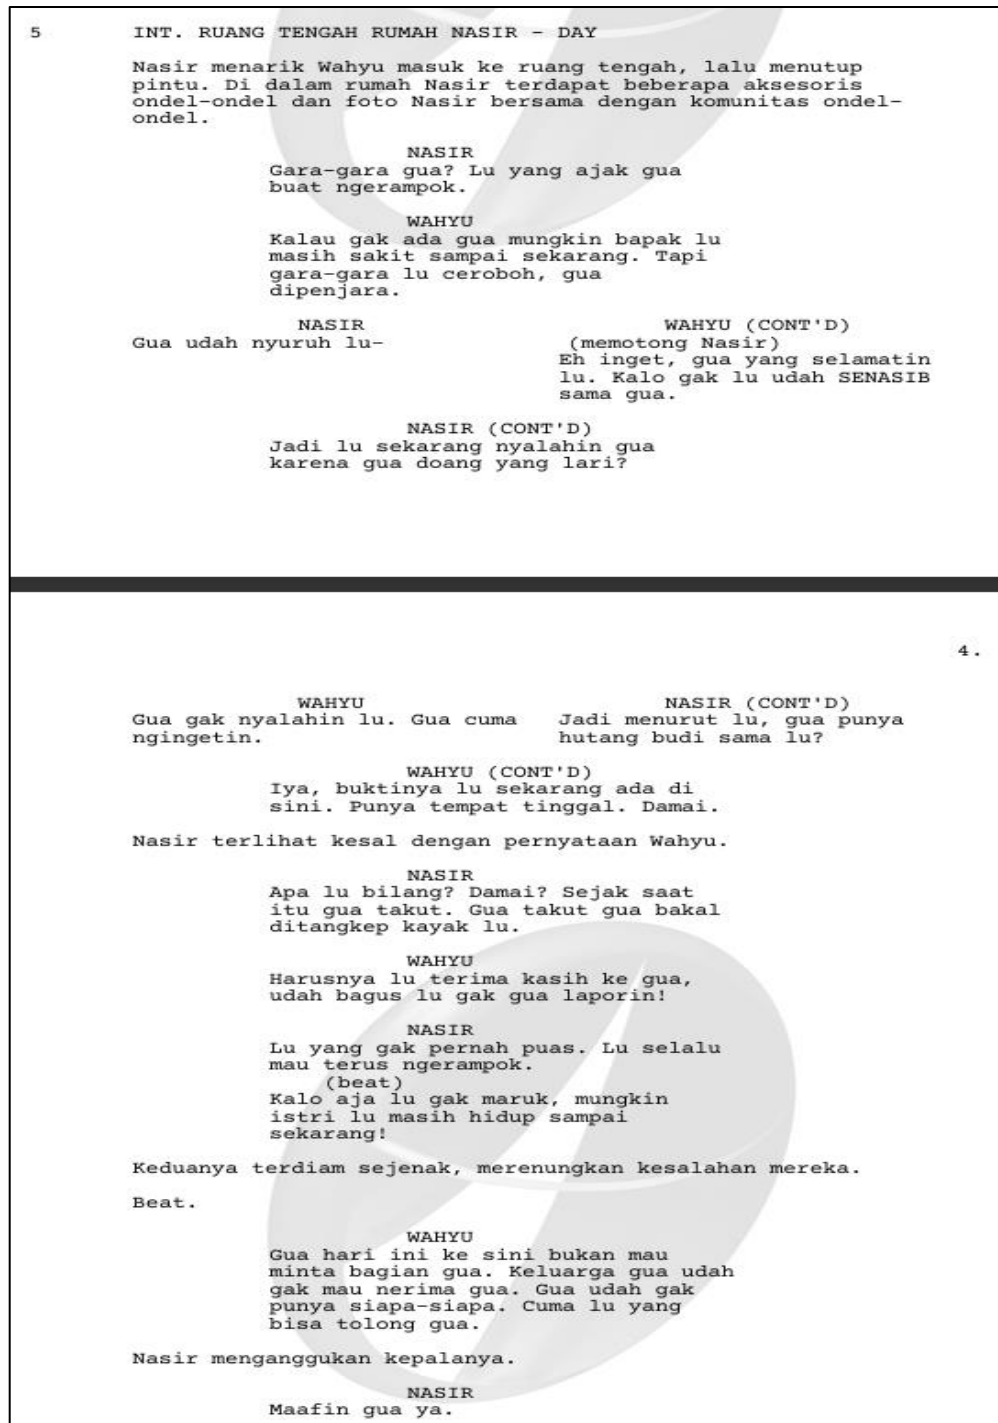 5 INT. RUANG TENGAH RUMAH NASIR - DAY
Nasir menarik Wahyu masuk ke ruang tengah, lalu menutup
pintu. Di dalam rumah Nasir terdapat beberapa aksesoris
ondel-ondel dan foto Nasir bersama dengan komunitas ondel-
ondel.
NASIR
Gara-gara gua? Lu yang ajak gua
buat ngerampok.
WAHYU
Kalau gak ada gua mungkin bapak lu
masih sakit sampai sekarang. Tapi
gara-gara lu ceroboh, gua
dipenjara.
NASIR
Gua udah nyuruh lu-
WAHYU (CONT'D)
(memotong Nasir)
Eh inget, gua yang selamatin
lu. Kalo gak lu udah SENASIB
sama gua.
NASIR (CONT'D)
Jadi lu sekarang nyalahin gua
karena gua doang yang lari?
4.
WAHYU
Gua gak nyalahin lu. Gua cuma
ngingetin.
NASIR (CONT'D)
Jadi menurut lu, gua punya
hutang budi sama lu?
WAHYU (CONT'D)
Iya, buktinya lu sekarang ada di
sini. Punya tempat tinggal. Damai.
Nasir terlihat kesal dengan pernyataan Wahyu.
NASIR
Apa lu bilang? Damai? Sejak saat
itu gua takut. Gua takut gua bakal
ditangkep kayak lu.
WAHYU
Harusnya lu terima kasih ke gua,
udah bagus lu gak gua laporin!
NASIR
Lu yang gak pernah puas. Lu selalu
mau terus ngerampok.
(beat)
Kalo aja lu gak maruk, mungkin
istri lu masih hidup sampai
sekarang!
Keduanya terdiam sejenak, merenungkan kesalahan mereka.
Beat.
WAHYU
Gua hari ini ke sini bukan mau
minta bagian gua. Keluarga gua udah
gak mau nerima gua. Gua udah gak
punya siapa-siapa. Cuma lu yang
bisa tolong gua.
Nasir menganggukan kepalanya.
NASIR
Maafin gua ya.